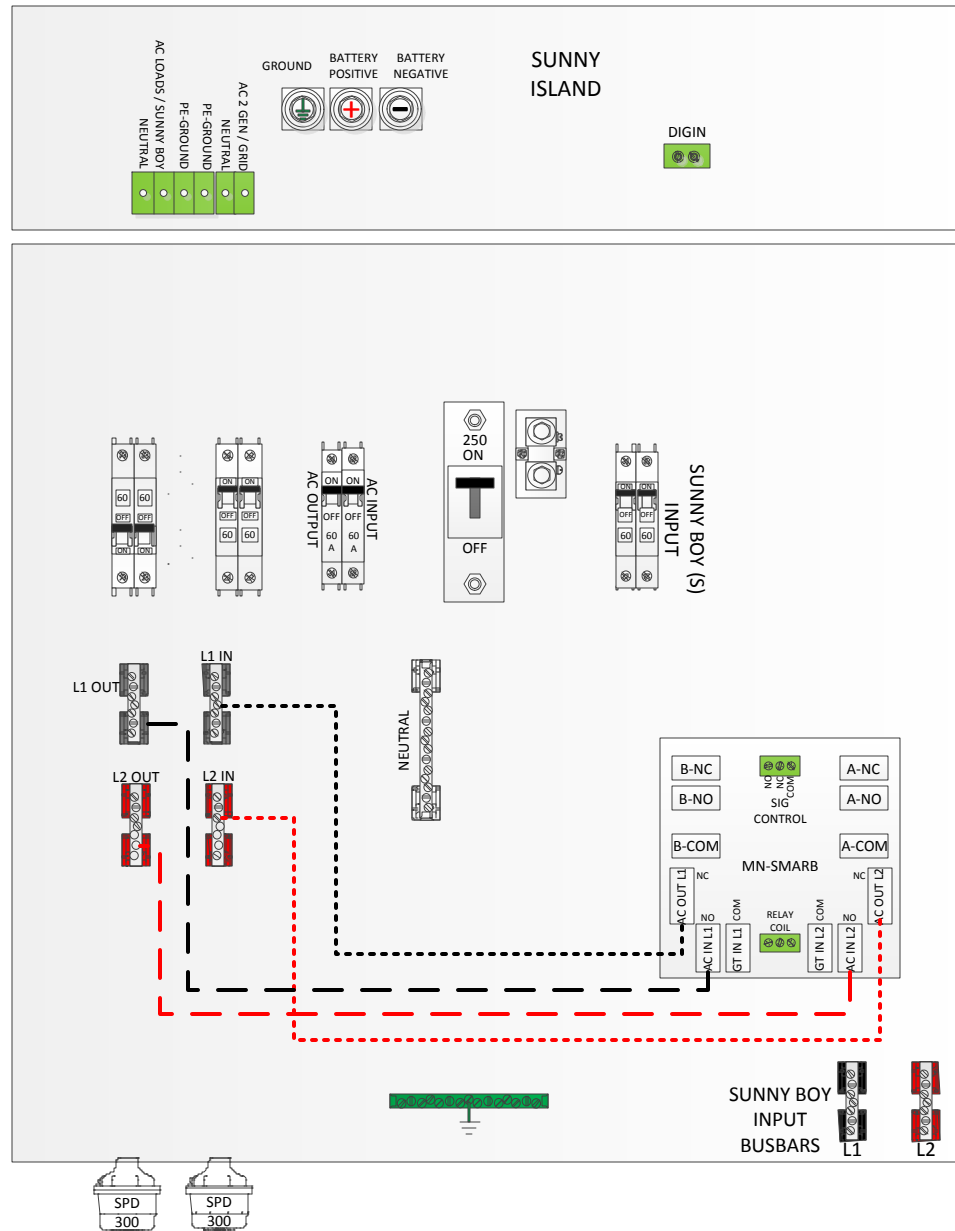 AC LOADS / SUNNY BOY
NEUTRAL
PE-GROUND
PE-GROUND
NEUTRAL
AC 2 GEN / GRID
GROUND
BATTERY
POSITIVE
BATTERY
NEGATIVE
SUNNY
ISLAND
DIGIN
60
OFF
ON
ON
OFF
60
60
ON
ON
OFF
OFF
60
60
AC OUTPUT
ON
ON
OFF
OFF
60
60
A
A
AC INPUT
250
ON
OFF
ON
ON
OFF
OFF
60
60
SUNNY BOY (S)
INPUT
L1 OUT
L1 IN
L2 OUT
L2 IN
NEUTRAL
B-NC
B-NO
B-COM
NO
NC
COM
SIG
CONTROL
A-NC
A-NO
A-COM
MN-SMARB
AC OUT L1
NC
AC IN L1
NO
GT IN L1
COM
RELAY
COIL
GT IN L2
COM
AC IN L2
NO
NC
AC OUT L2
SUNNY BOY
INPUT
BUSBARS
L1
L2
SPD
300
SPD
300